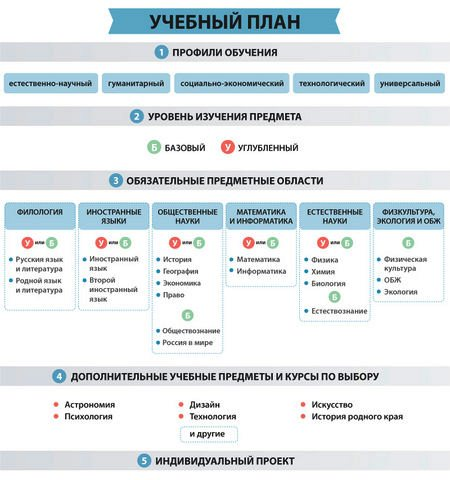 УЧЕБНЫЙ ПЛАН
1 ПРОФИЛИ ОБУЧЕНИЯ
естественно-научный гуманитарный социально-экономический технологический универсальный
2 УРОВЕНЬ ИЗУЧЕНИЯ ПРЕДМЕТА
Б БАЗОВЫЙ У УГЛУБЛЕННЫЙ
3 ОБЯЗАТЕЛЬНЫЕ ПРЕДМЕТНЫЕ ОБЛАСТИ
ФИЛОЛОГИЯ
У или Б
Русский язык
и литература
Родной язык
и литература
ИНОСТРАННЫЕ
ЯЗЫКИ
У или Б
Иностранный
язык
Второй
иностранный
язык
ОБЩЕСТВЕННЫЕ
НАУКИ
У или Б
История
География
Экономика
Право
Б
Обществознание
Россия в мире
МАТЕМАТИКА
И ИНФОРМАТИКА
У или Б
Математика
Информатика
ЕСТЕСТВЕННЫЕ
НАУКИ
У или Б
Физика
Химия
Биология
Б
Естествознание
ФИЗКУЛЬТУРА,
ЭКОЛОГИЯ И ОБЖ
Б
Физическая
культура
ОБЖ
Экология
4 ДОПОЛНИТЕЛЬНЫЕ УЧЕБНЫЕ ПРЕДМЕТЫ И КУРСЫ ПО ВЫБОРУ
Астрономия Дизайн Искусство
Психология Технология История родного края
и другие
5 ИНДИВИДУАЛЬНЫЙ ПРОЕКТ